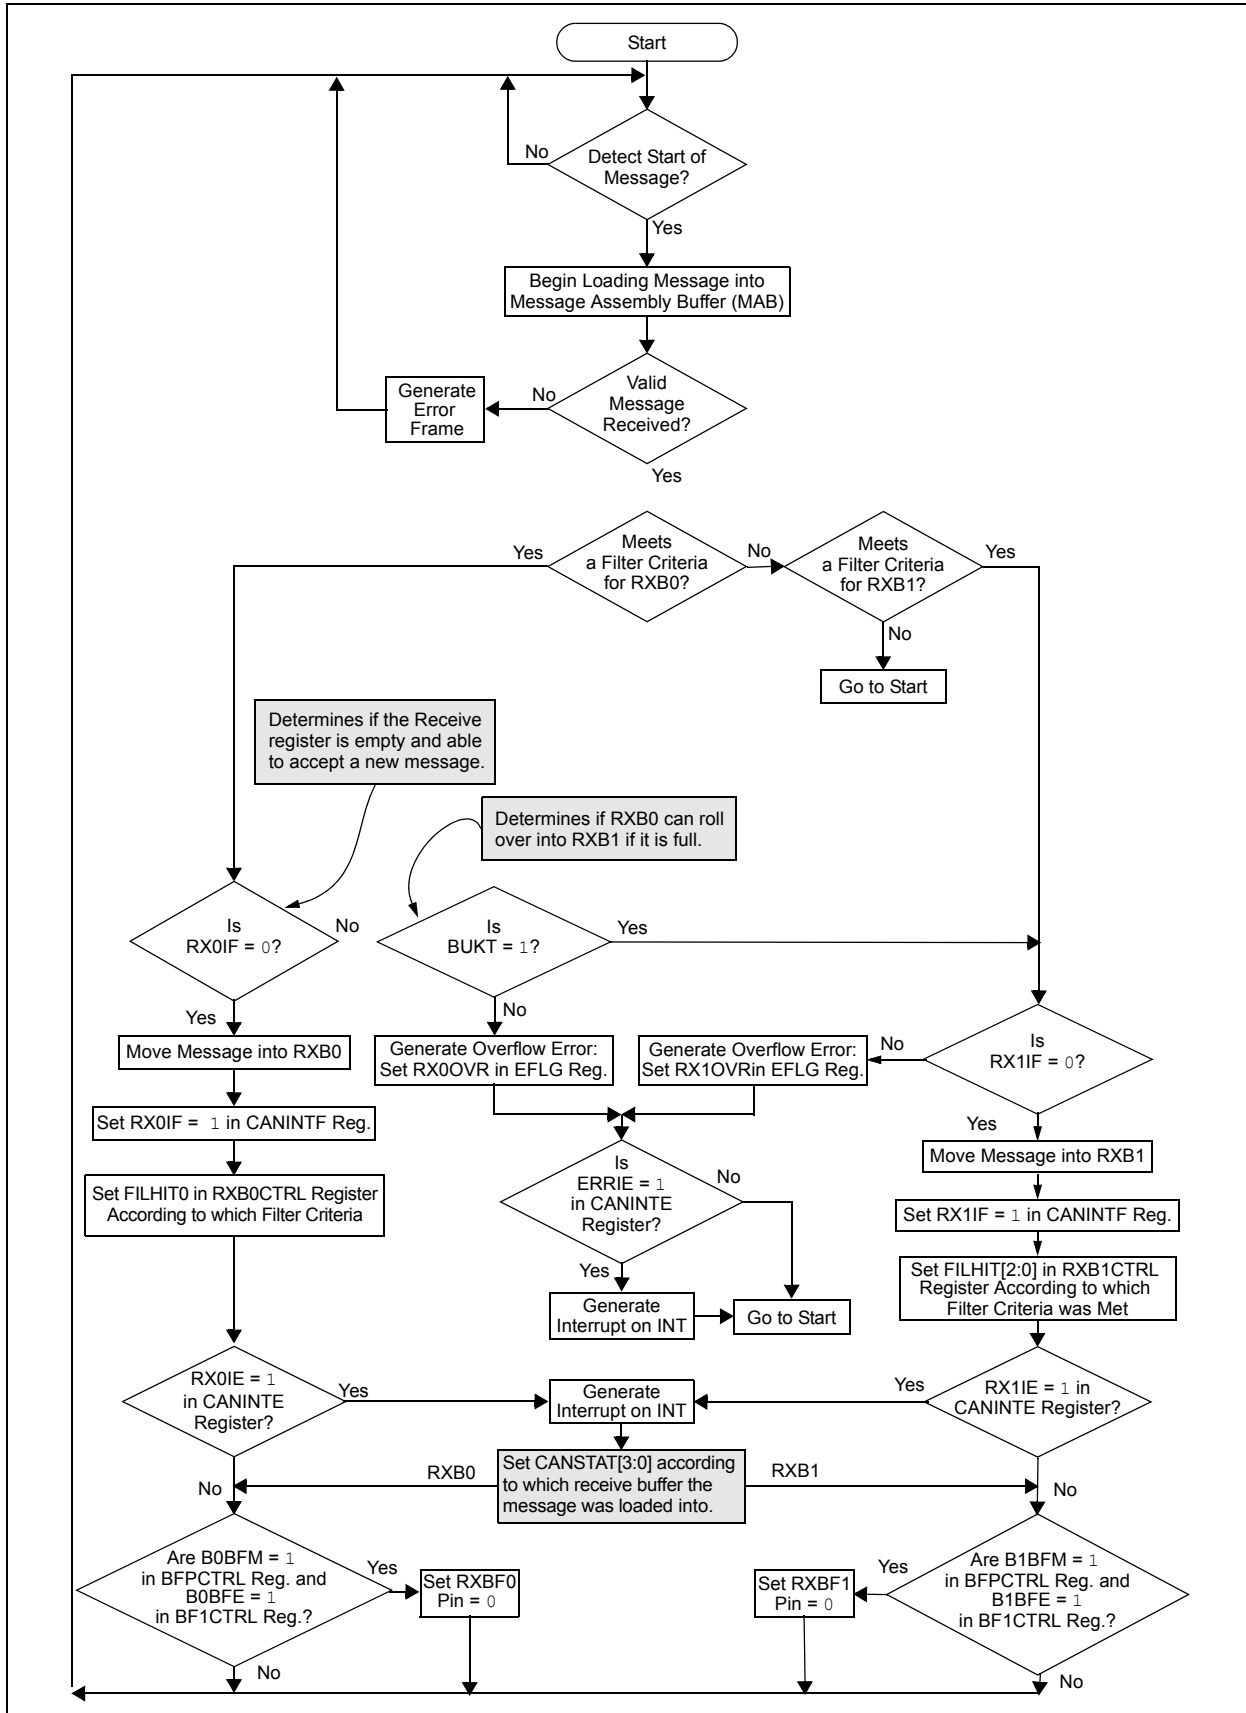 Start
No
Detect Start of
Message?
Yes
Begin Loading Message into
Message Assembly Buffer (MAB)
Generate
Error
Frame
No
Valid
Message
Received?
Yes
Yes
Meets
a Filter Criteria
for RXB0?
No
Meets
a Filter Criteria
for RXB1?
Yes
No
Go to Start
Determines if the Receive
register is empty and able
to accept a new message.
Determines if RXB0 can roll
over into RXB1 if it is full.
Is
RX0IF = 0?
No
Is
BUKT = 1?
Yes
Yes
No
Move Message into RXB0
Generate Overflow Error:
Set RX0OVR in EFLG Reg.
Generate Overflow Error:
Set RX1OVRin EFLG Reg.
No
Is
RX1IF = 0?
Set RX0IF = 1 in CANINTF Reg.
Yes
Move Message into RXB1
Is
ERRIE = 1
in CANINTE
Register?
No
Set FILHIT0 in RXB0CTRL Register
According to which Filter Criteria
Set RX1IF = 1 in CANINTF Reg.
Yes
Set FILHIT[2:0] in RXB1CTRL
Register According to which
Filter Criteria was Met
Generate
Interrupt on INT
Go to Start
RX0IE = 1
in CANINTE
Register?
Yes
Generate
Interrupt on INT
Yes
RX1IE = 1 in
CANINTE Register?
No
RXB0
Set CANSTAT[3:0] according
to which receive buffer the
message was loaded into.
RXB1
No
Are B0BFM = 1
in BFPCTRL Reg. and
B0BFE = 1
in BF1CTRL Reg.?
Yes
Set RXBF0
Pin = 0
Set RXBF1
Pin = 0
Yes
Are B1BFM = 1
in BFPCTRL Reg. and
B1BFE = 1
in BF1CTRL Reg.?
No
No